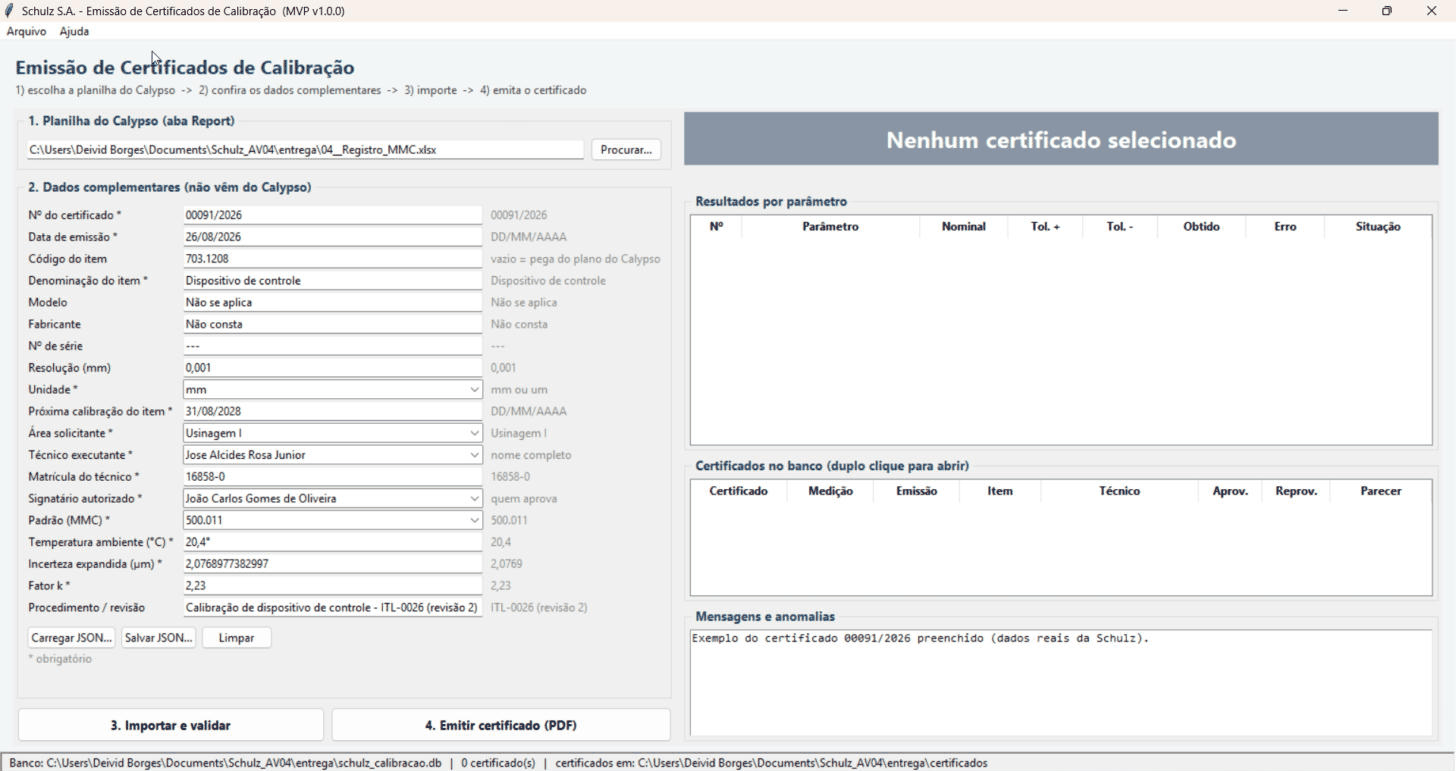 Schulz S.A. - Emissão de Certificados de Calibração (MVP v1.0.0)
Arquivo Ajuda
Emissão de Certificados de Calibração
1) escolha a planilha do Calypso -> 2) confira os dados complementares -> 3) importe -> 4) emita o certificado
1. Planilha do Calypso (aba Report)
C:\Users\Deivid Borges\Documents\Schulz_AV04\entrega\04__Registro_MMC.xlsx Procurar...
2. Dados complementares (não vêm do Calypso)
Nº do certificado * 00091/2026 00091/2026
Data de emissão * 26/08/2026 DD/MM/AAAA
Código do item 703.1208 vazio = pega do plano do Calypso
Denominação do item * Dispositivo de controle Dispositivo de controle
Modelo Não se aplica Não se aplica
Fabricante Não consta Não consta
Nº de série --- ---
Resolução (mm) 0,001 0,001
Unidade * mm mm ou um
Próxima calibração do item * 31/08/2028 DD/MM/AAAA
Área solicitante * Usinagem I Usinagem I
Técnico executante * Jose Alcides Rosa Junior nome completo
Matrícula do técnico * 16858-0 16858-0
Signatário autorizado * João Carlos Gomes de Oliveira quem aprova
Padrão (MMC) * 500.011 500.011
Temperatura ambiente (°C) * 20,4° 20,4
Incerteza expandida (µm) * 2,0768977382997 2,0769
Fator k * 2,23 2,23
Procedimento / revisão Calibração de dispositivo de controle - ITL-0026 (revisão 2) ITL-0026 (revisão 2)
Carregar JSON... Salvar JSON... Limpar
* obrigatório
3. Importar e validar 4. Emitir certificado (PDF)
Nenhum certificado selecionado
Resultados por parâmetro
Nº Parâmetro Nominal Tol. + Tol. - Obtido Erro Situação
Certificados no banco (duplo clique para abrir)
Certificado Medição Emissão Item Técnico Aprov. Reprov. Parecer
Mensagens e anomalias
Exemplo do certificado 00091/2026 preenchido (dados reais da Schulz).
Banco: C:\Users\Deivid Borges\Documents\Schulz_AV04\entrega\schulz_calibracao.db | 0 certificado(s) | certificados em: C:\Users\Deivid Borges\Documents\Schulz_AV04\entrega\certificados